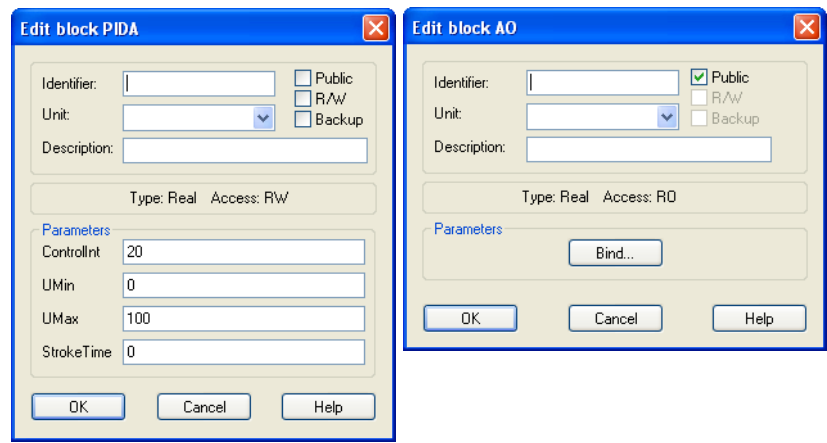 Edit block PIDA
Identifier:
Public
R/W
Unit:
Backup
Description:
Type: Real Access: RW
Parameters
ControlInt 20
UMin 0
UMax 100
StrokeTime 0
OK Cancel Help
Edit block AO
Identifier:
Public
R/W
Unit:
Backup
Description:
Type: Real Access: RO
Parameters
Bind...
OK Cancel Help